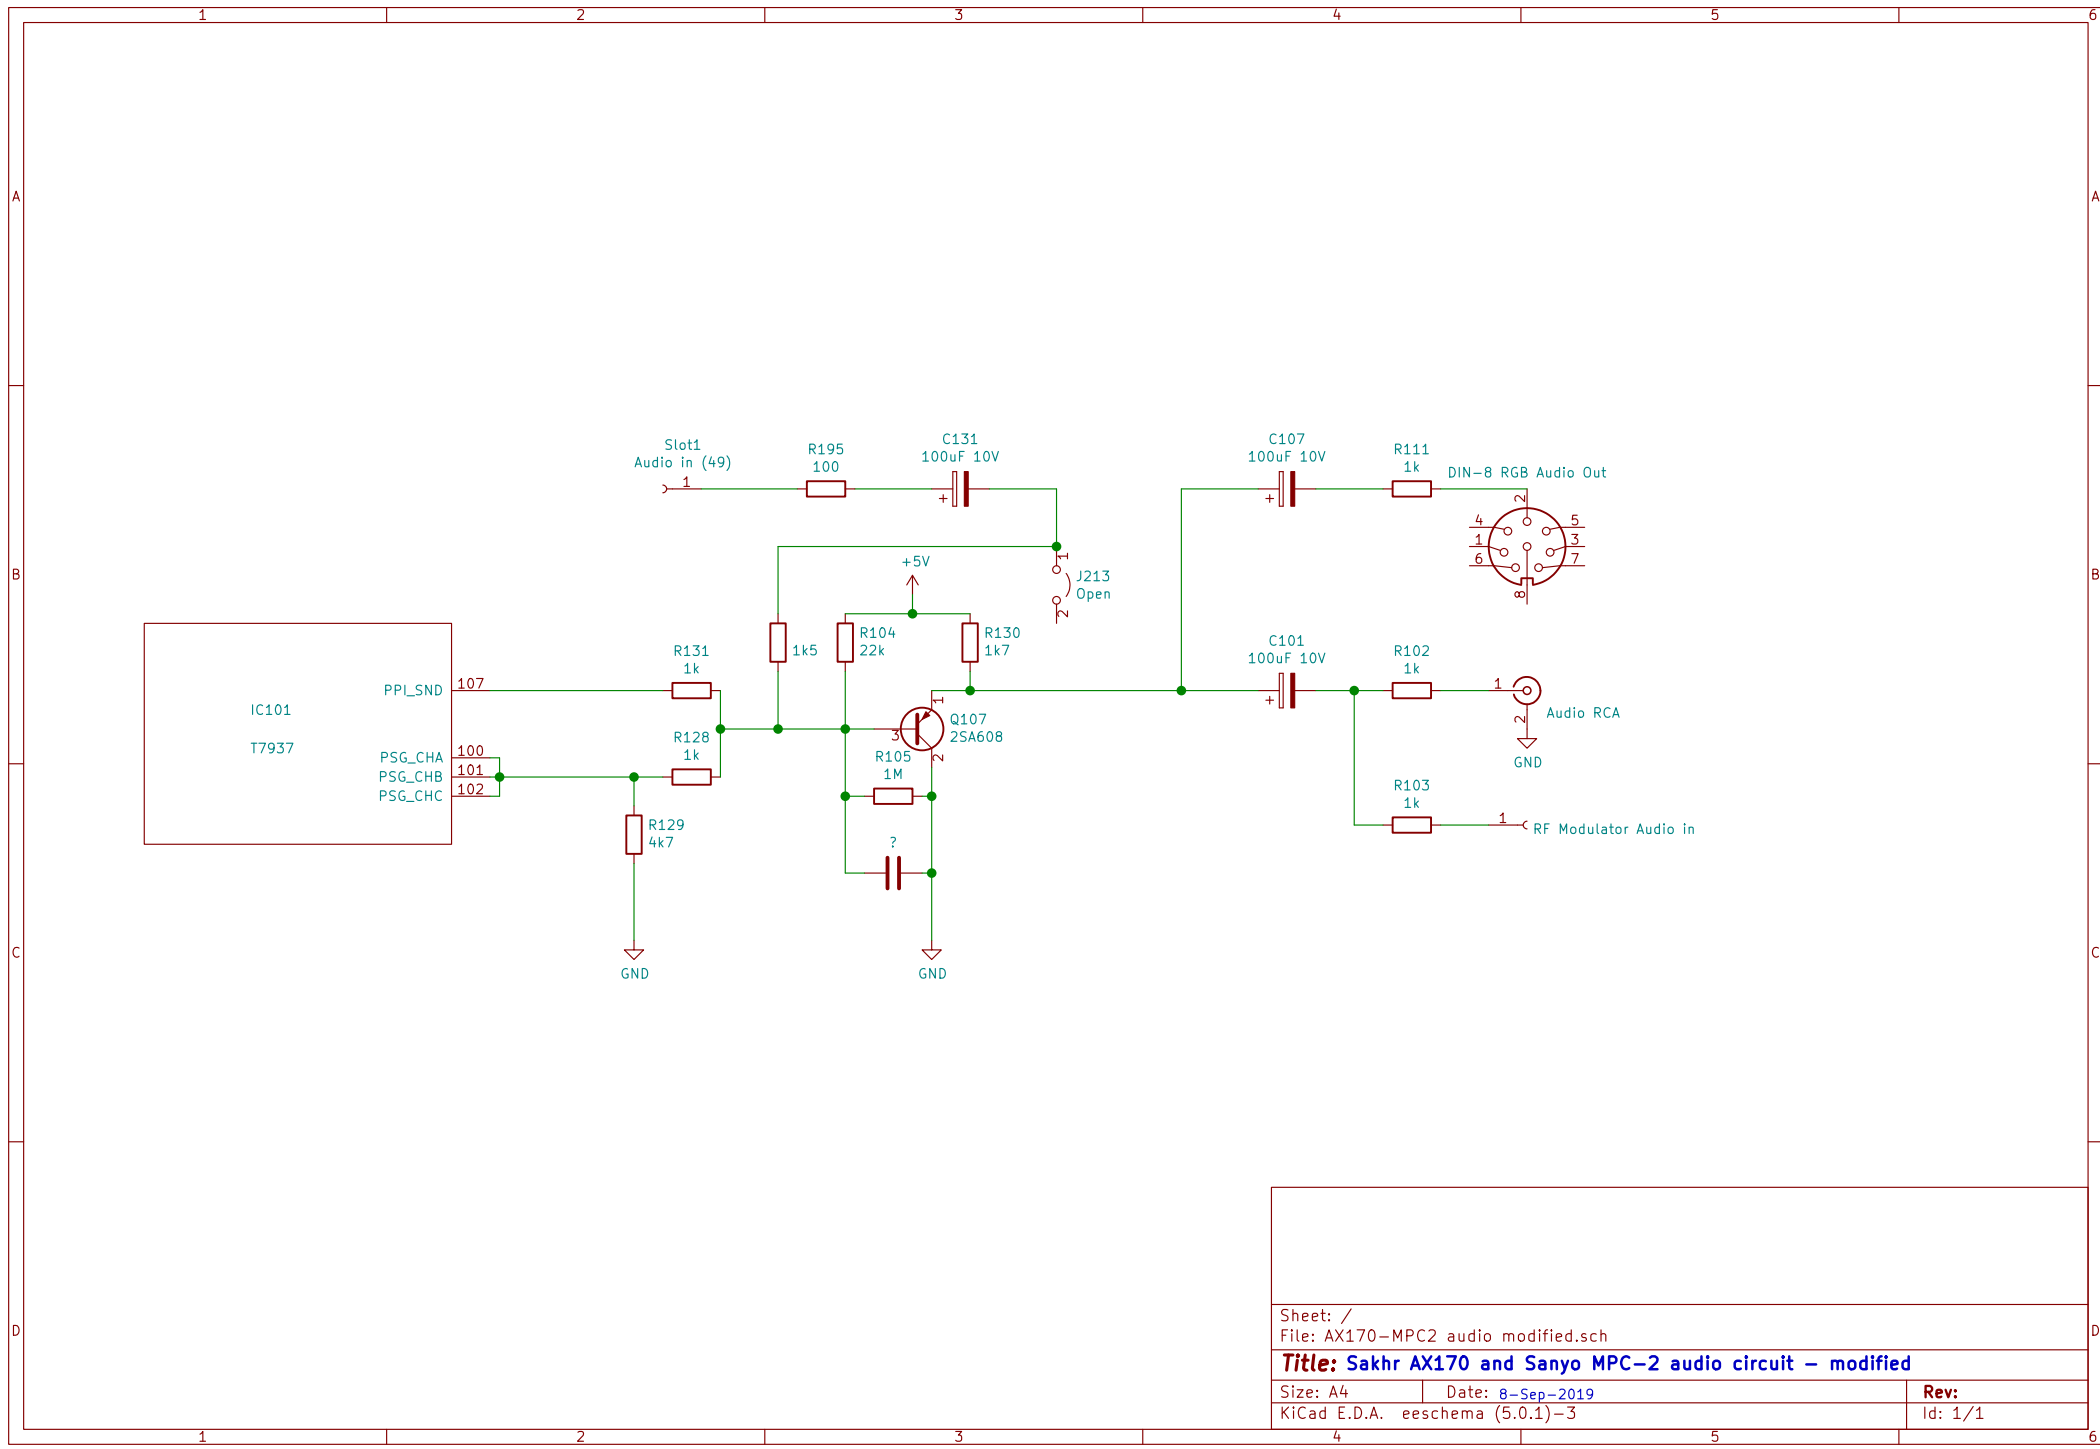 1 2 3 4 5 6
A A
Slot1
Audio in (49)
1
R195
100
C131
100uF 10V
+
C107
100uF 10V
+
R111
1k
DIN-8 RGB Audio Out
2
4 5
1 3
6 7
8
B B
+5V
1
J213
Open
2
1k5
R104
22k
R130
1k7
IC101
T7937
PPI_SND 107
PSG_CHA 100
PSG_CHB 101
PSG_CHC 102
R131
1k
R128
1k
R129
4k7
GND
3
1
Q107
2SA608
2
R105
1M
?
GND
C101
100uF 10V
+
R102
1k
1
2
Audio RCA
GND
R103
1k
1
RF Modulator Audio in
C C
D D
Sheet: /
File: AX170-MPC2 audio modified.sch
Title: Sakhr AX170 and Sanyo MPC-2 audio circuit - modified
Size: A4 Date: 8-Sep-2019 Rev:
KiCad E.D.A. eeschema (5.0.1)-3 Id: 1/1
1 2 3 4 5 6